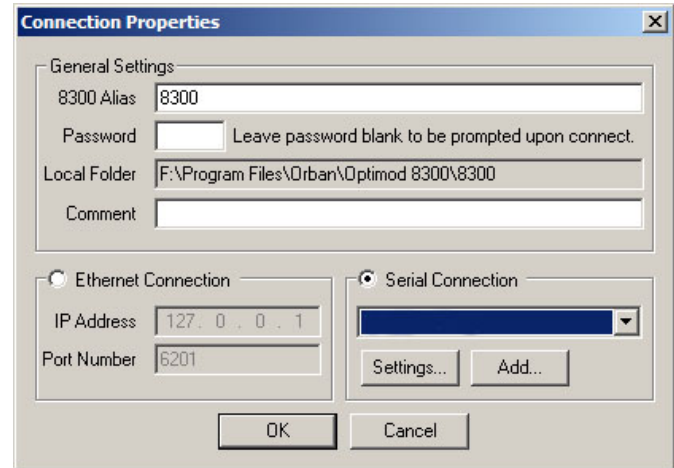 Connection Properties
General Settings
8300 Alias 8300
Password Leave password blank to be prompted upon connect.
Local Folder F:\Program Files\Orban\Optimod 8300\8300
Comment
Ethernet Connection
IP Address 127. 0 . 0 . 1
Port Number 6201
Serial Connection
Settings... Add...
OK Cancel